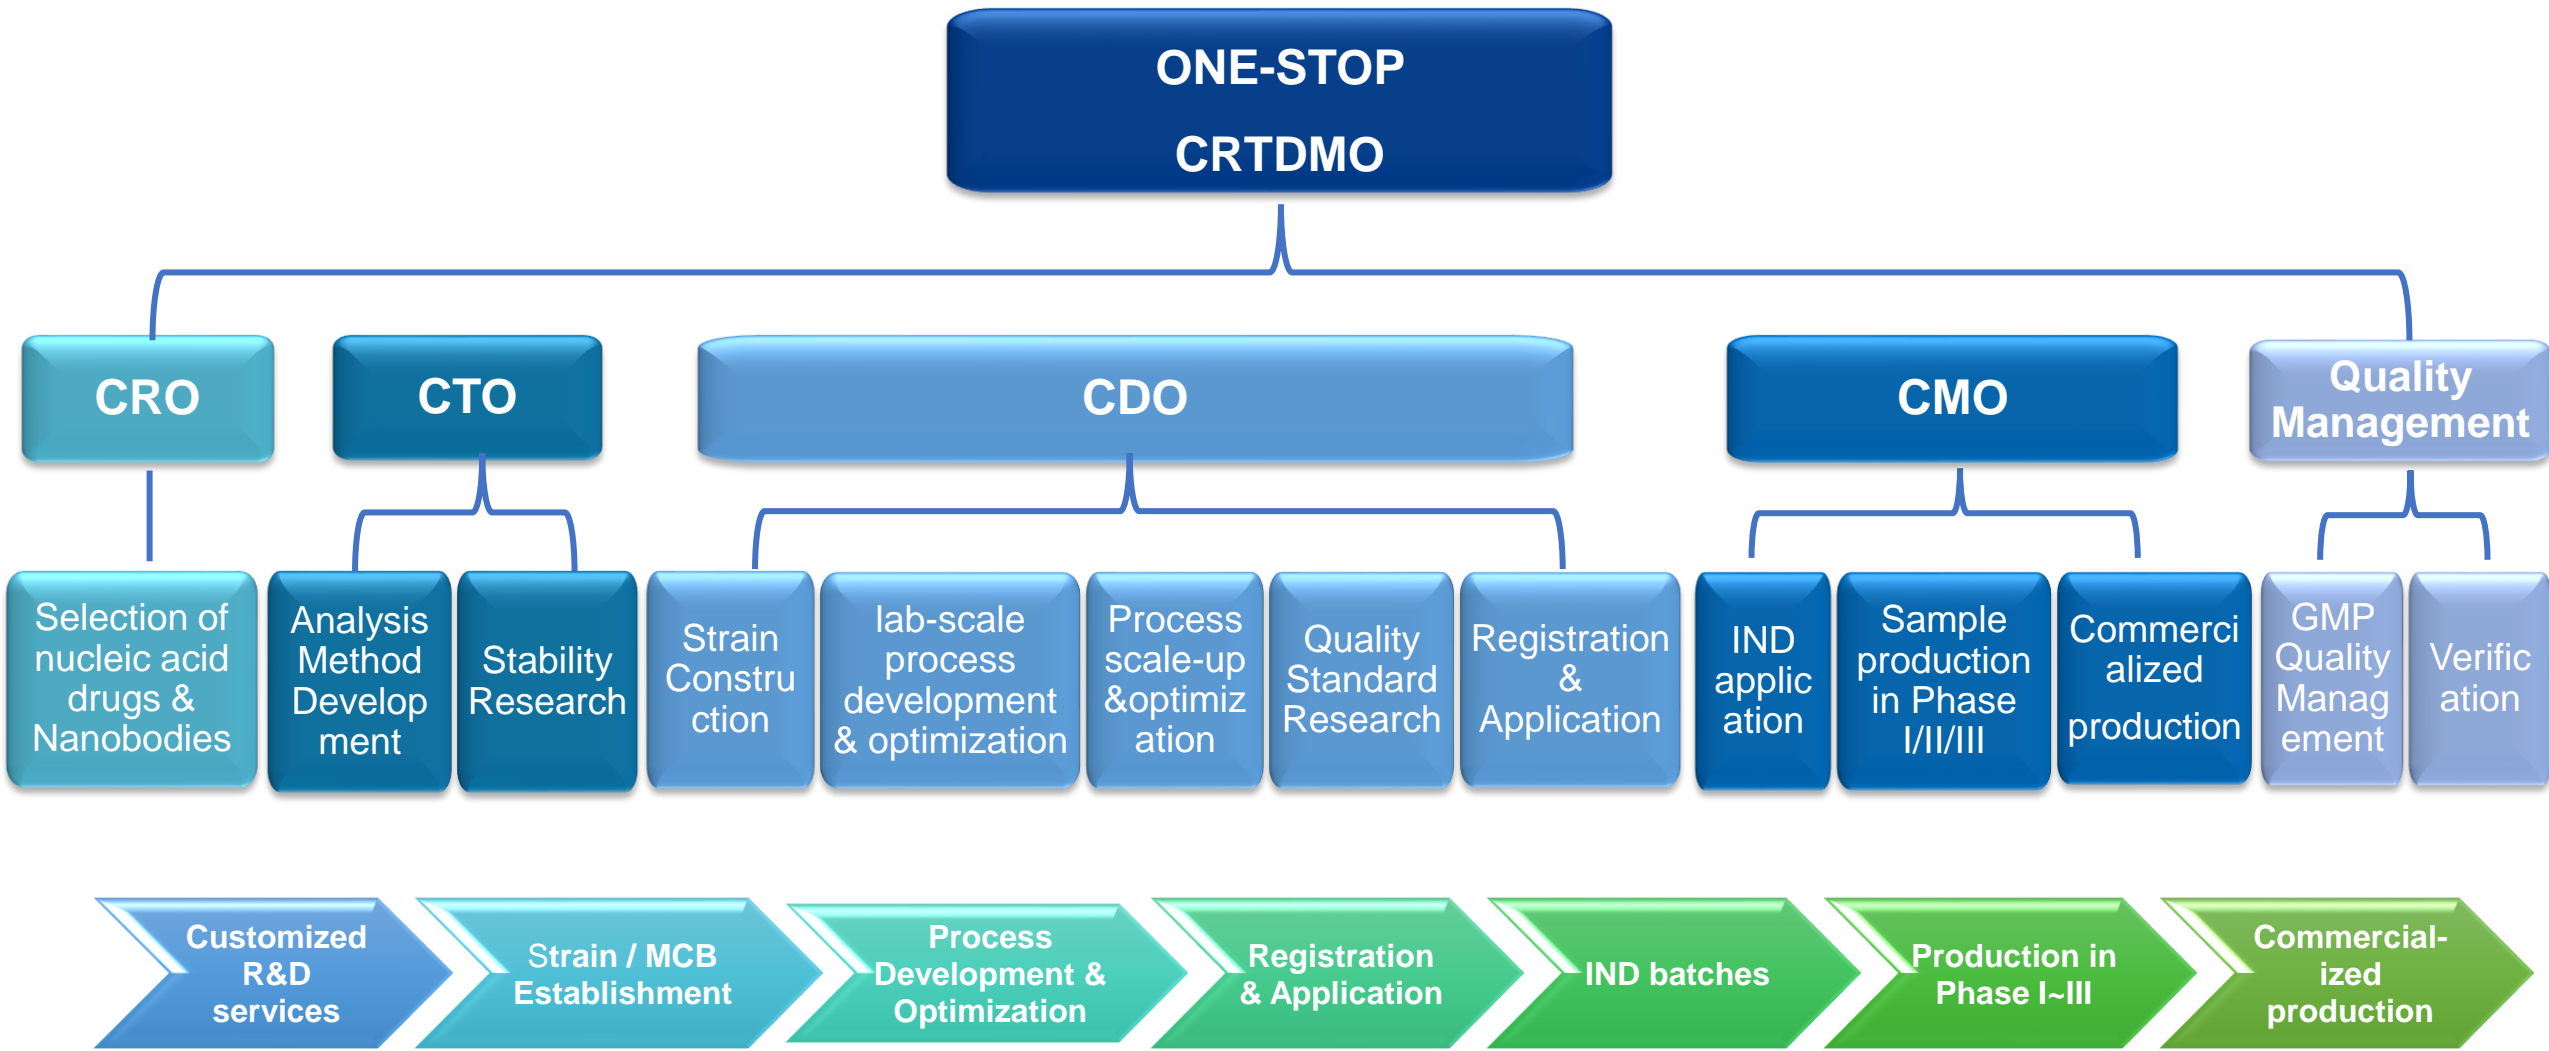 ONE-STOP
CRTDMO
CRO
CTO
CDO
CMO
Quality
Management
Selection of
nucleic acid
drugs &
Nanobodies
Analysis
Method
Develop
ment
Stability
Research
Strain
Constru
ction
lab-scale
process
development
& optimization
Process
scale-up
&optimiz
ation
Quality
Standard
Research
Registration
&
Application
IND
applic
ation
Sample
production
in Phase
I/II/III
Commerci
alized
production
GMP
Quality
Manag
ement
Verific
ation
Customized
R&D
services
Strain / MCB
Establishment
Process
Development &
Optimization
Registration
& Application
IND batches
Production in
Phase I~III
Commercial-
ized
production